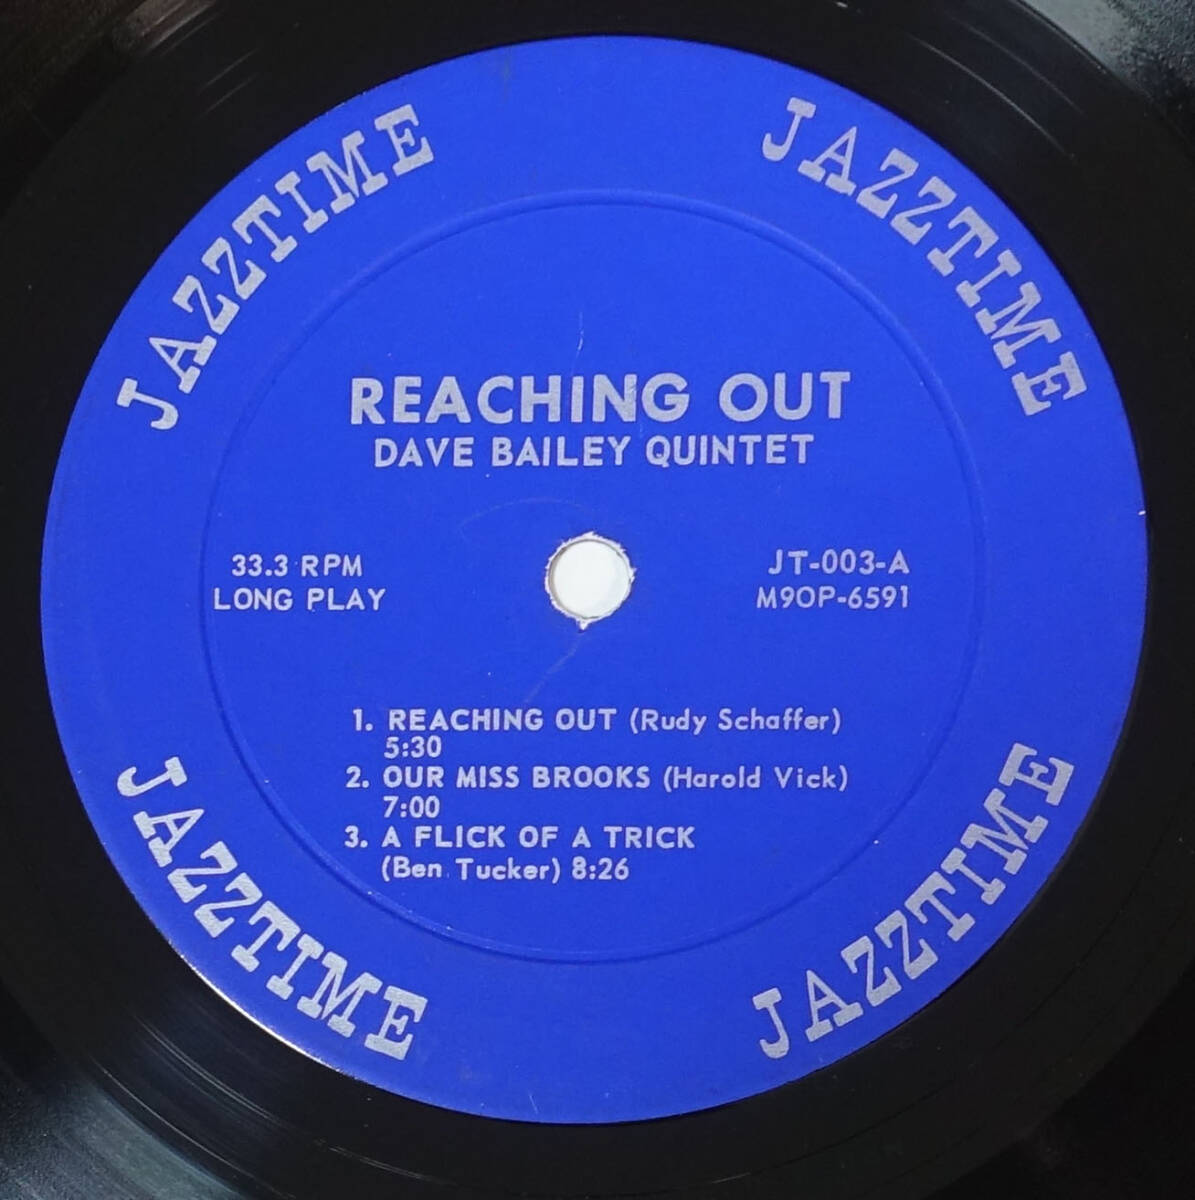 JAZZTIME
JAZZTIME
REACHING OUT
DAVE BAILEY QUINTET
33.3 RPM
LONG PLAY
JT-003-A
M9OP-6591
1. REACHING OUT (Rudy Schaffer)
5:30
2. OUR MISS BROOKS (Harold Vick)
7:00
3. A FLICK OF A TRICK
(Ben Tucker) 8:26
JAZZTIME
JAZZTIME